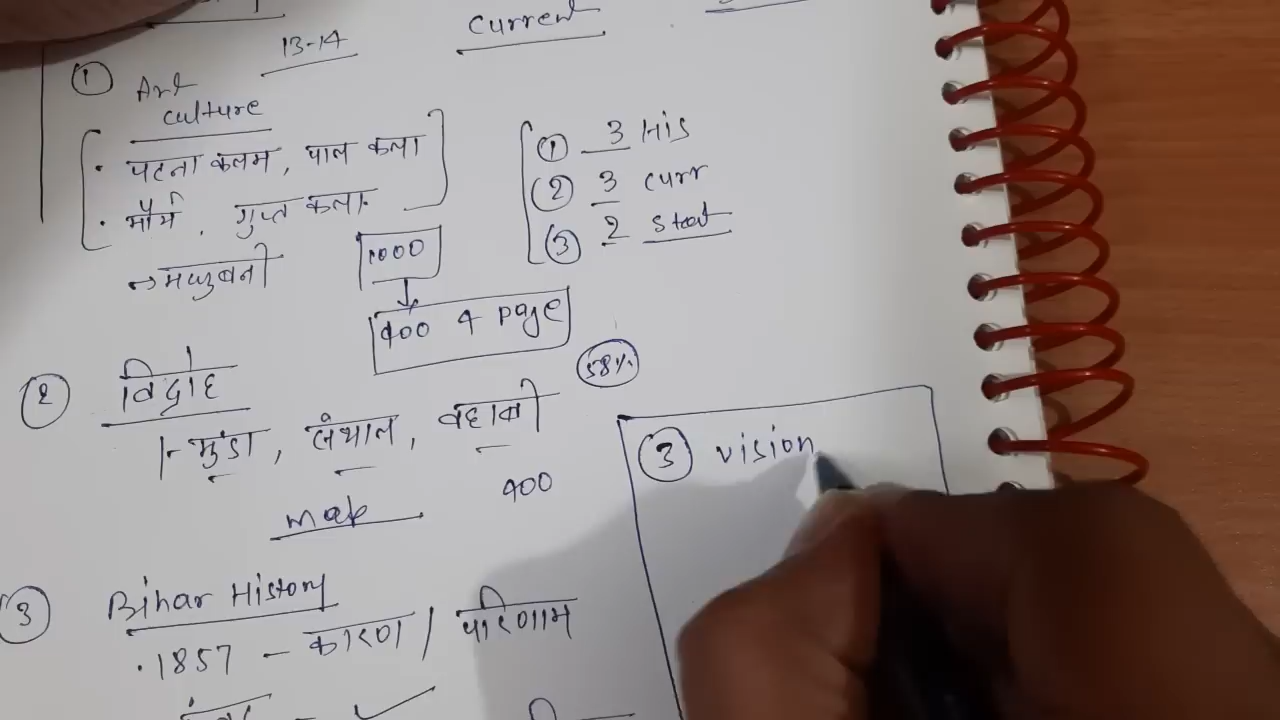 13-14
Current
① Art
culture
• पटना कलम, पाल कला
• मौर्य, गुप्त कला
→ मधुबनी
① 3 His
② 3 curr
③ 2 Stat
1000
400 4 page
② विद्रोह
58%
1- मुंडा, संथाल, वहाबी
map
400
③ vision
3 Bihar History
• 1857 - कारण / परिणाम